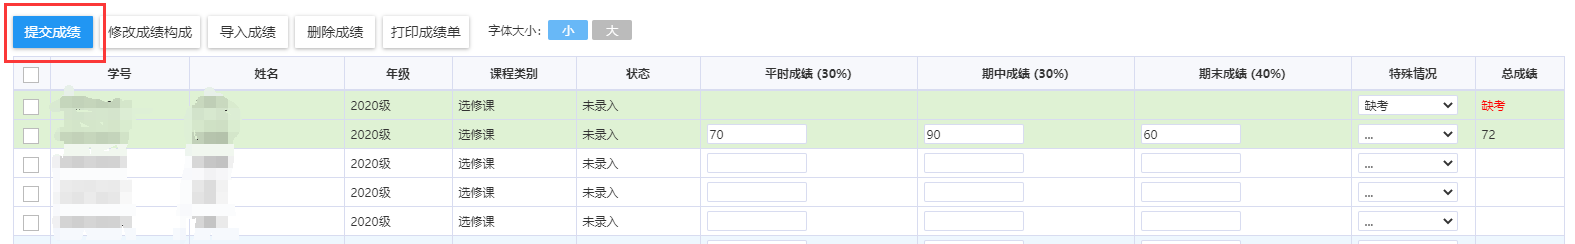 提交成绩 修改成绩构成 导入成绩 删除成绩 打印成绩单 字体大小: 小 大
学号 姓名 年级 课程类别 状态 平时成绩 (30%) 期中成绩 (30%) 期末成绩 (40%) 特殊情况 总成绩
2020级 选修课 未录入 缺考 缺考
2020级 选修课 未录入 70 90 60 ... 72
2020级 选修课 未录入 ...
2020级 选修课 未录入 ...
2020级 选修课 未录入 ...